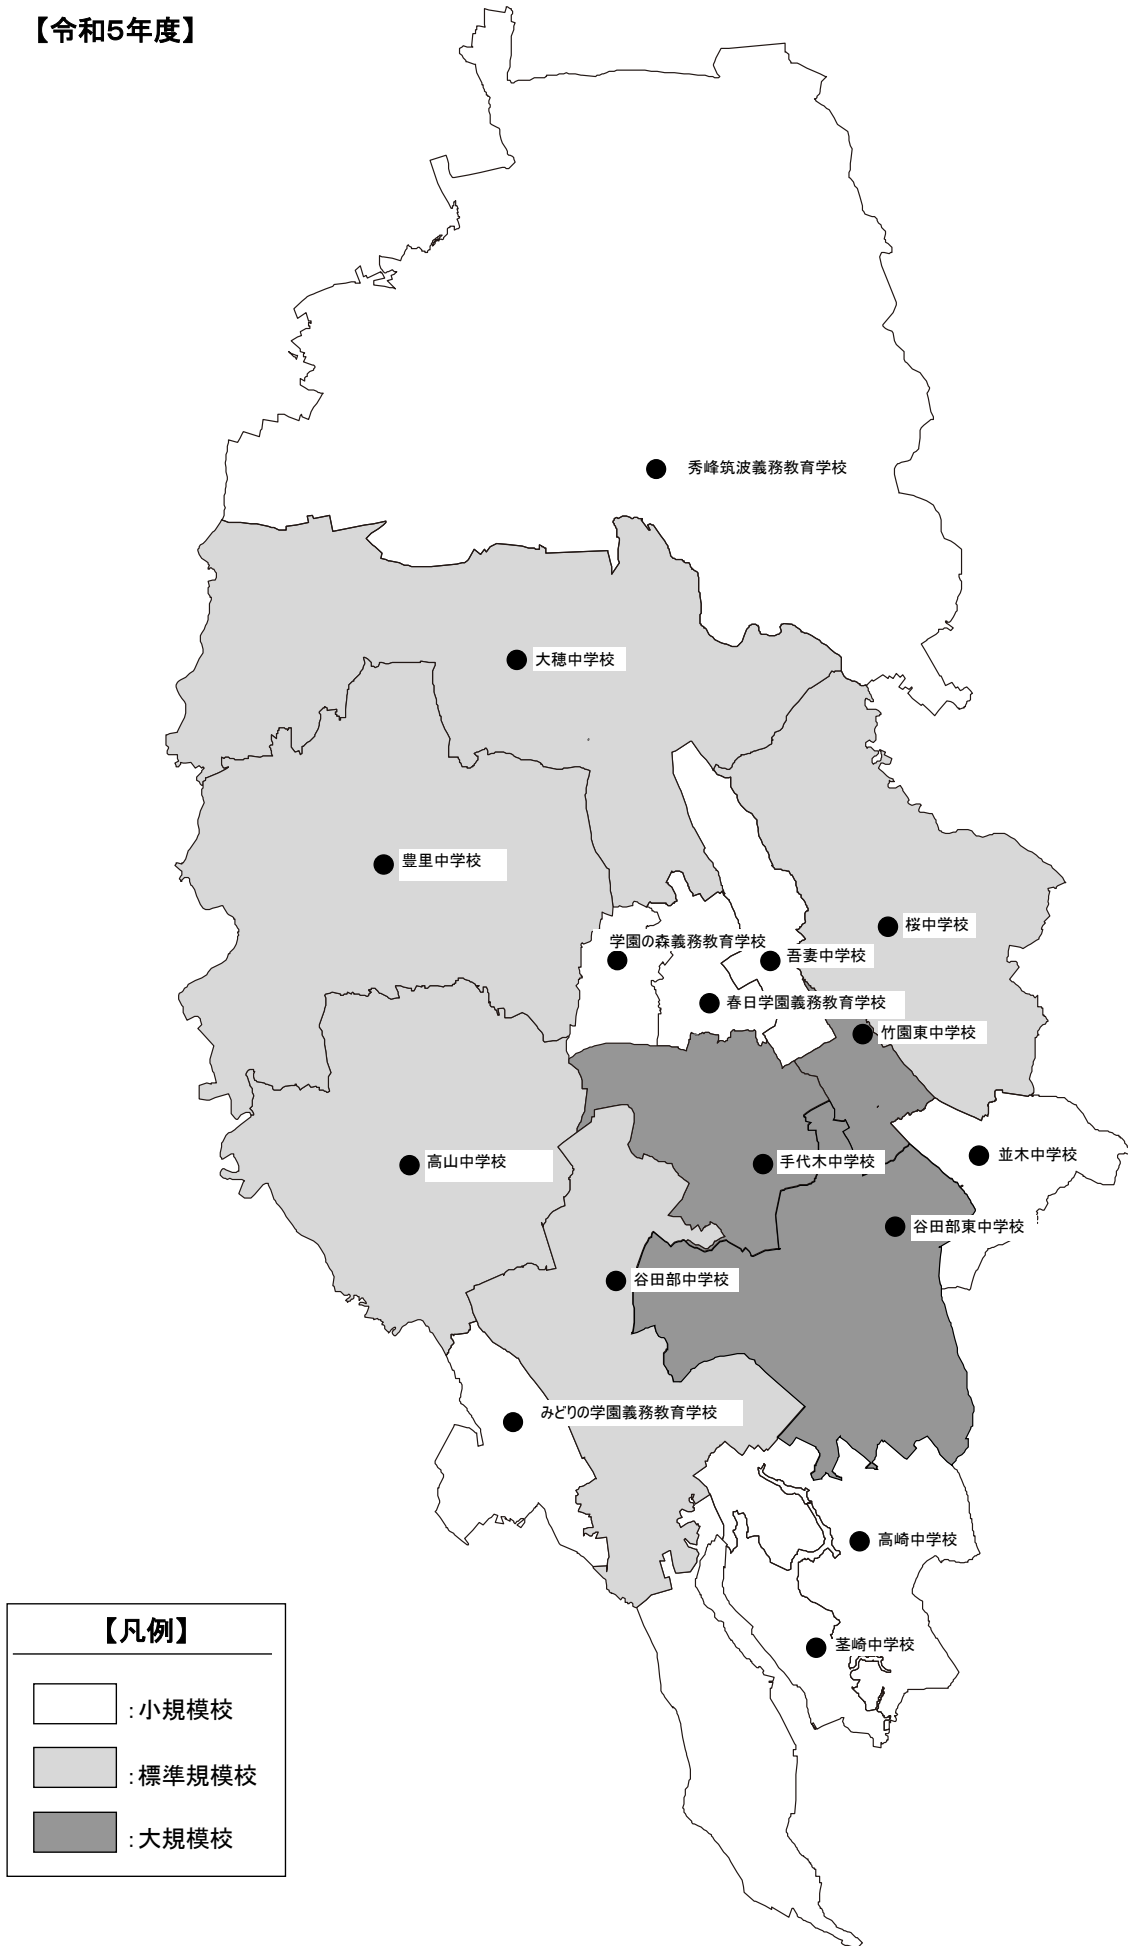 【令和5年度】
秀峰筑波義務教育学校
大穂中学校
豊里中学校
桜中学校
学園の森義務教育学校
吾妻中学校
春日学園義務教育学校
竹園東中学校
並木中学校
高山中学校
手代木中学校
谷田部東中学校
谷田部中学校
みどりの学園義務教育学校
高崎中学校
茎崎中学校
【凡例】
：小規模校
：標準規模校
：大規模校